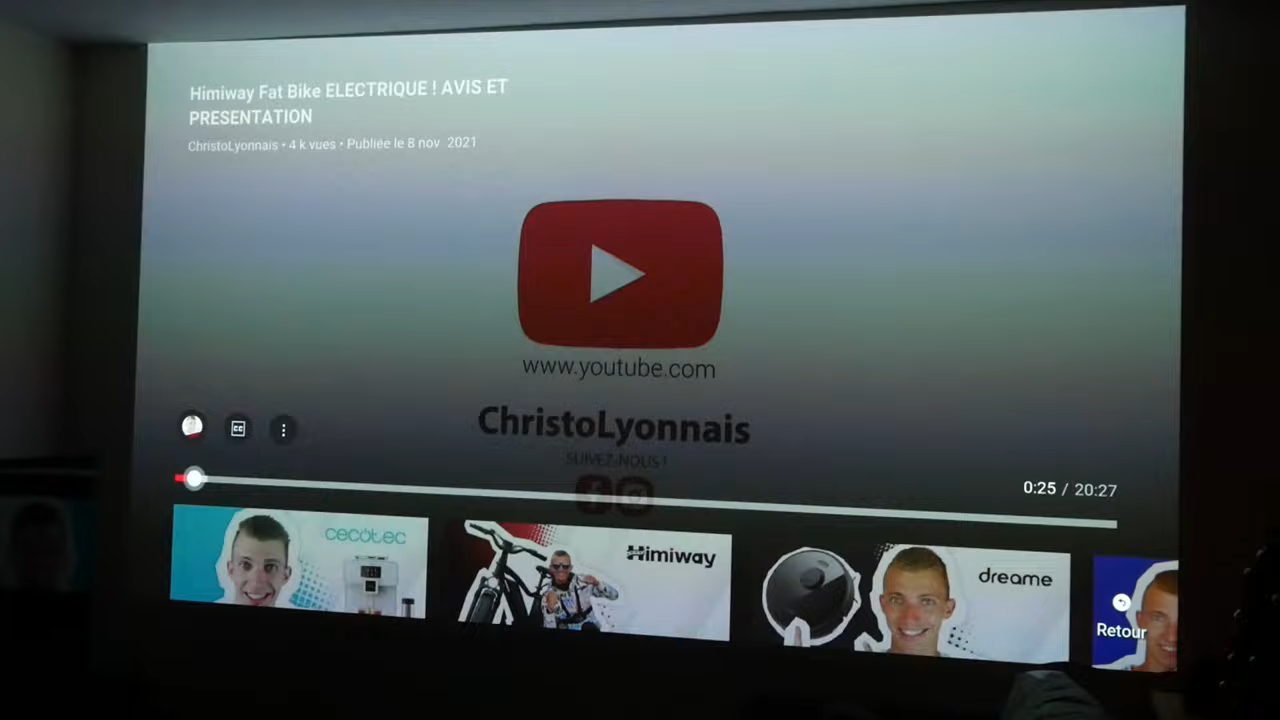 Himiway Fat Bike ELECTRIQUE ! AVIS ET
PRESENTATION
ChristoLyonnais • 4 k vues • Publiée le 8 nov. 2021
www.youtube.com
ChristoLyonnais
SUIVEZ-NOUS !
CC
0:25 / 20:27
cecotec
Himiway
dreame
Retour